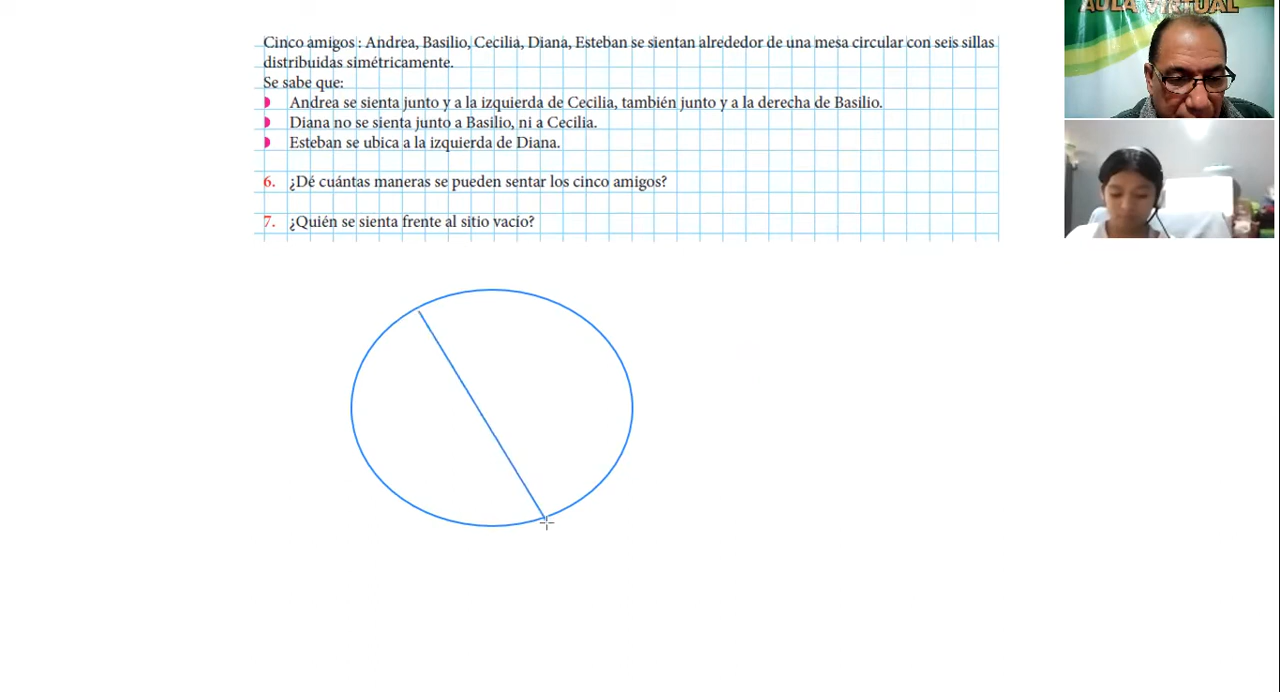 AULA VIRTUAL
Cinco amigos : Andrea, Basilio, Cecilia, Diana, Esteban se sientan alrededor de una mesa circular con seis sillas
distribuidas simétricamente.
Se sabe que:
Andrea se sienta junto y a la izquierda de Cecilia, también junto y a la derecha de Basilio.
Diana no se sienta junto a Basilio, ni a Cecilia.
Esteban se ubica a la izquierda de Diana.
6. ¿Dé cuántas maneras se pueden sentar los cinco amigos?
7. ¿Quién se sienta frente al sitio vacío?